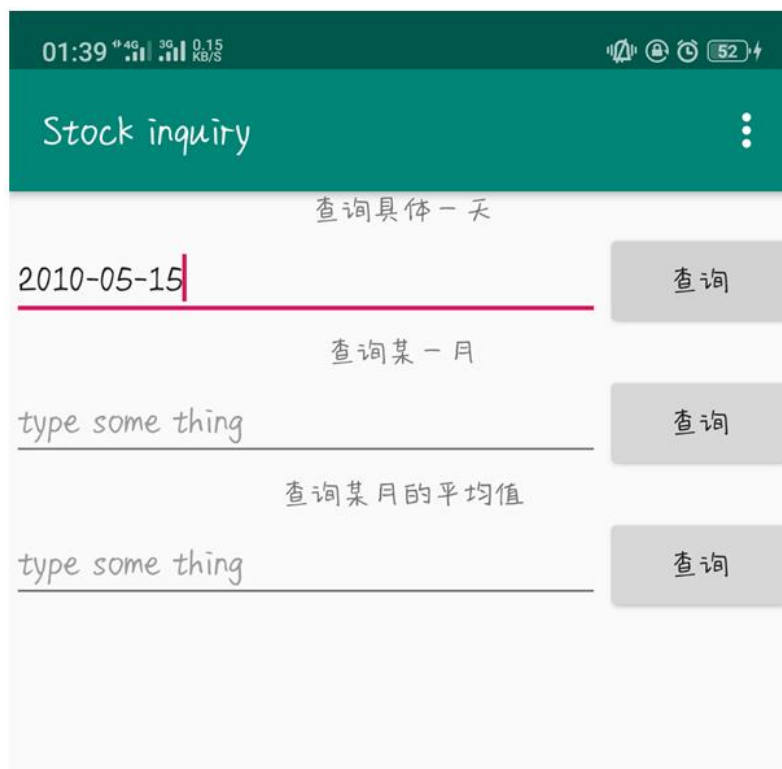 01:39 4G 3G 0.15 KB/S 52
Stock inquiry
查询具体一天
2010-05-15 查询
查询某一月
type some thing 查询
查询某月的平均值
type some thing 查询